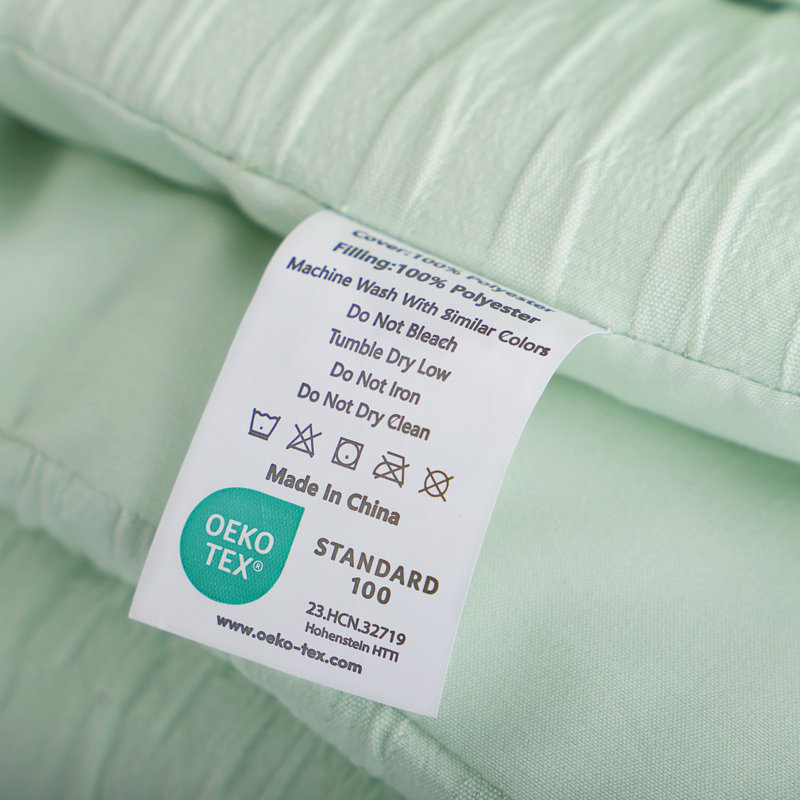 Cover:100% Polyester
Filling:100% Polyester
Machine Wash With Similar Colors
Do Not Bleach
Tumble Dry Low
Do Not Iron
Do Not Dry Clean
Made In China
OEKO
TEX®
STANDARD
100
23.HCN.32719
Hohenstein HTTI
www.oeko-tex.com